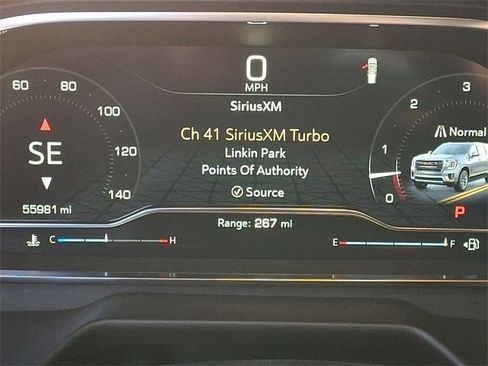 0
MPH
60 80 100 120 140
SE
55981 mi
SiriusXM
Ch 41 SiriusXM Turbo
Linkin Park
Points Of Authority
Source
Range: 267 mi
0 1 2 3
Normal
P
C H
E F